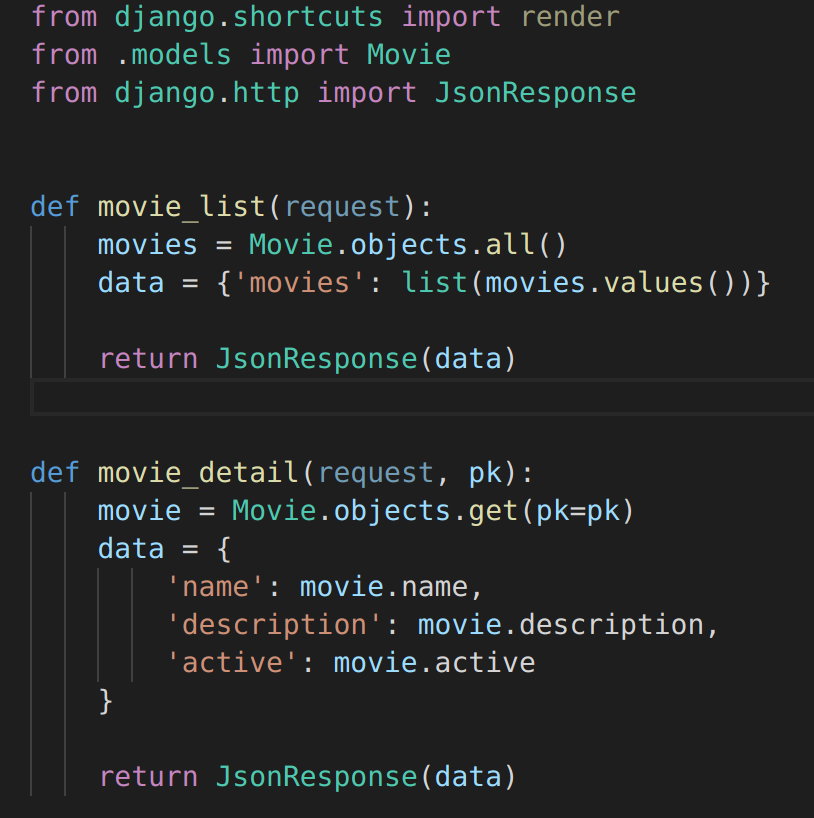 from django.shortcuts import render
from .models import Movie
from django.http import JsonResponse
def movie_list(request):
movies = Movie.objects.all()
data = {'movies': list(movies.values())}
return JsonResponse(data)
def movie_detail(request, pk):
movie = Movie.objects.get(pk=pk)
data = {
'name': movie.name,
'description': movie.description,
'active': movie.active
}
return JsonResponse(data)